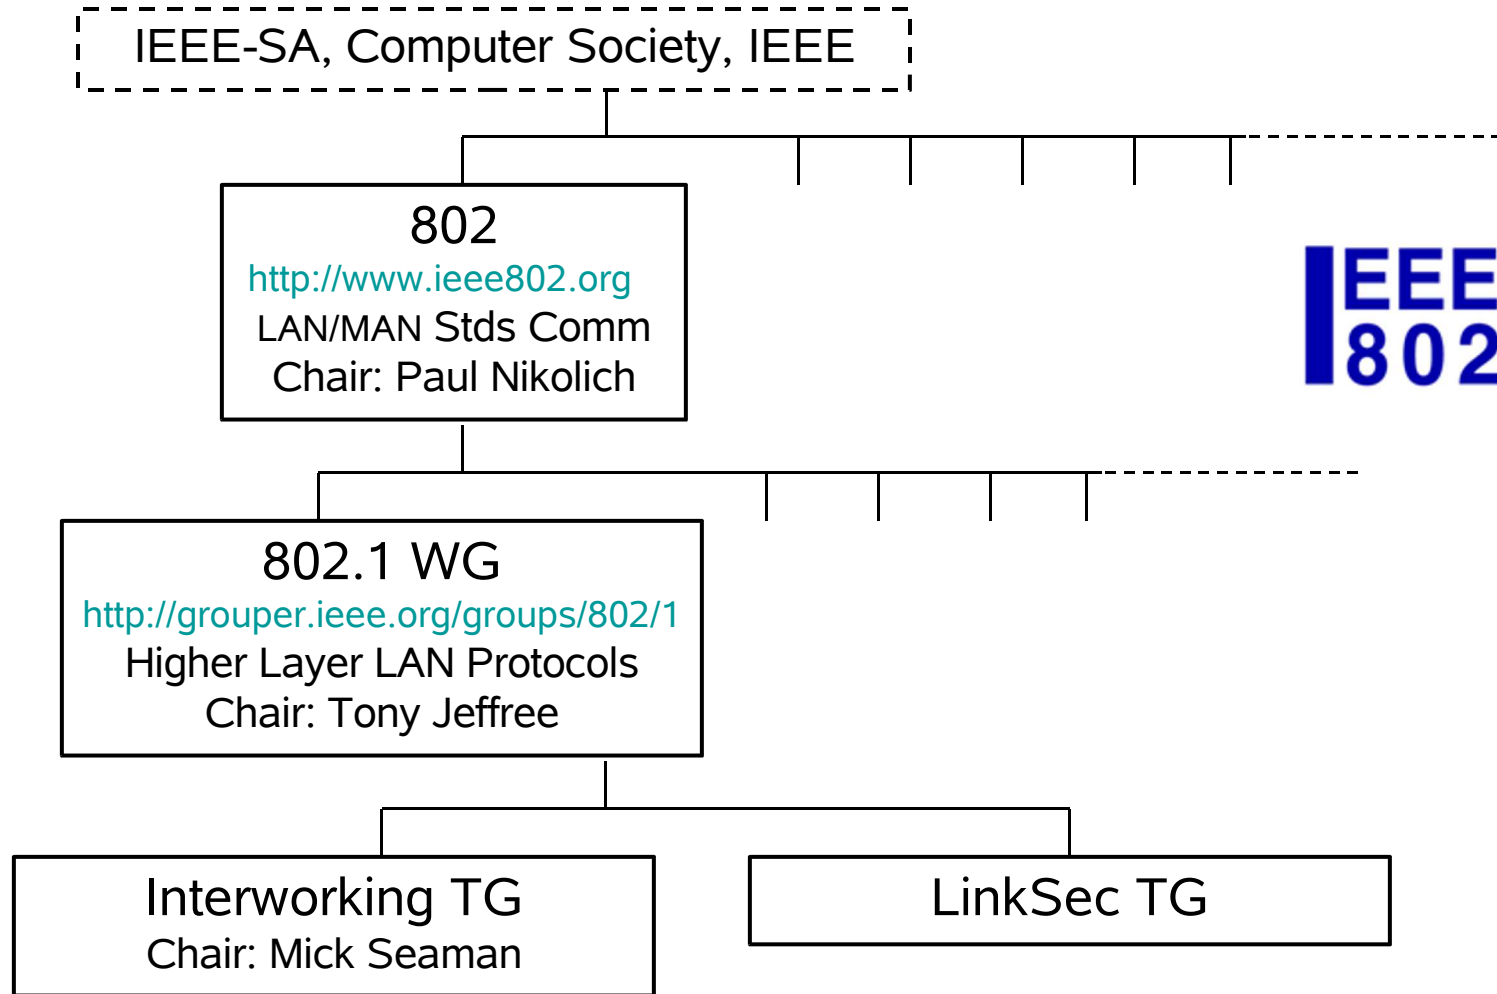 IEEE-SA, Computer Society, IEEE
802
http://www.ieee802.org
LAN/MAN Stds Comm
Chair: Paul Nikolich
IEEE
802
802.1 WG
http://grouper.ieee.org/groups/802/1
Higher Layer LAN Protocols
Chair: Tony Jeffree
Interworking TG
Chair: Mick Seaman
LinkSec TG